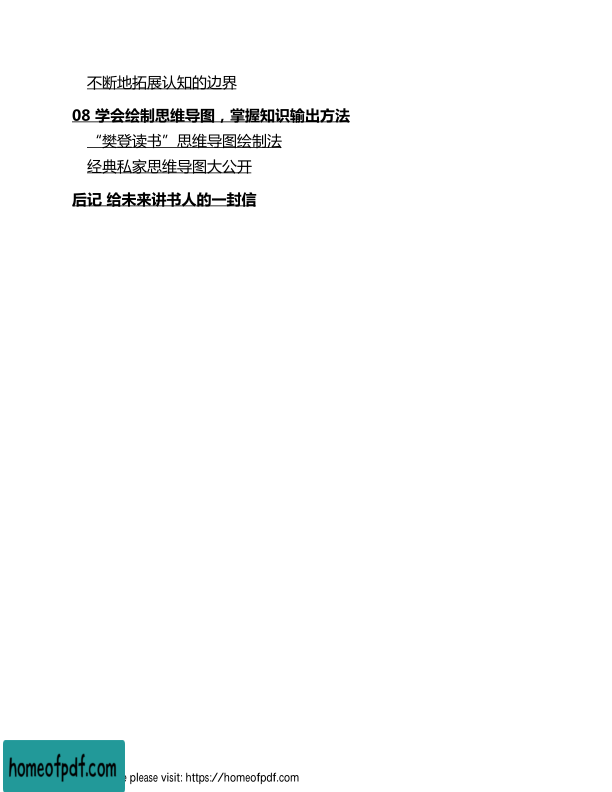 不断地拓展认知的边界
08 学会绘制思维导图，掌握知识输出方法
“樊登读书”思维导图绘制法
经典私家思维导图大公开
后记 给未来讲书人的一封信
homeofpdf.com
please visit: https://homeofpdf.com